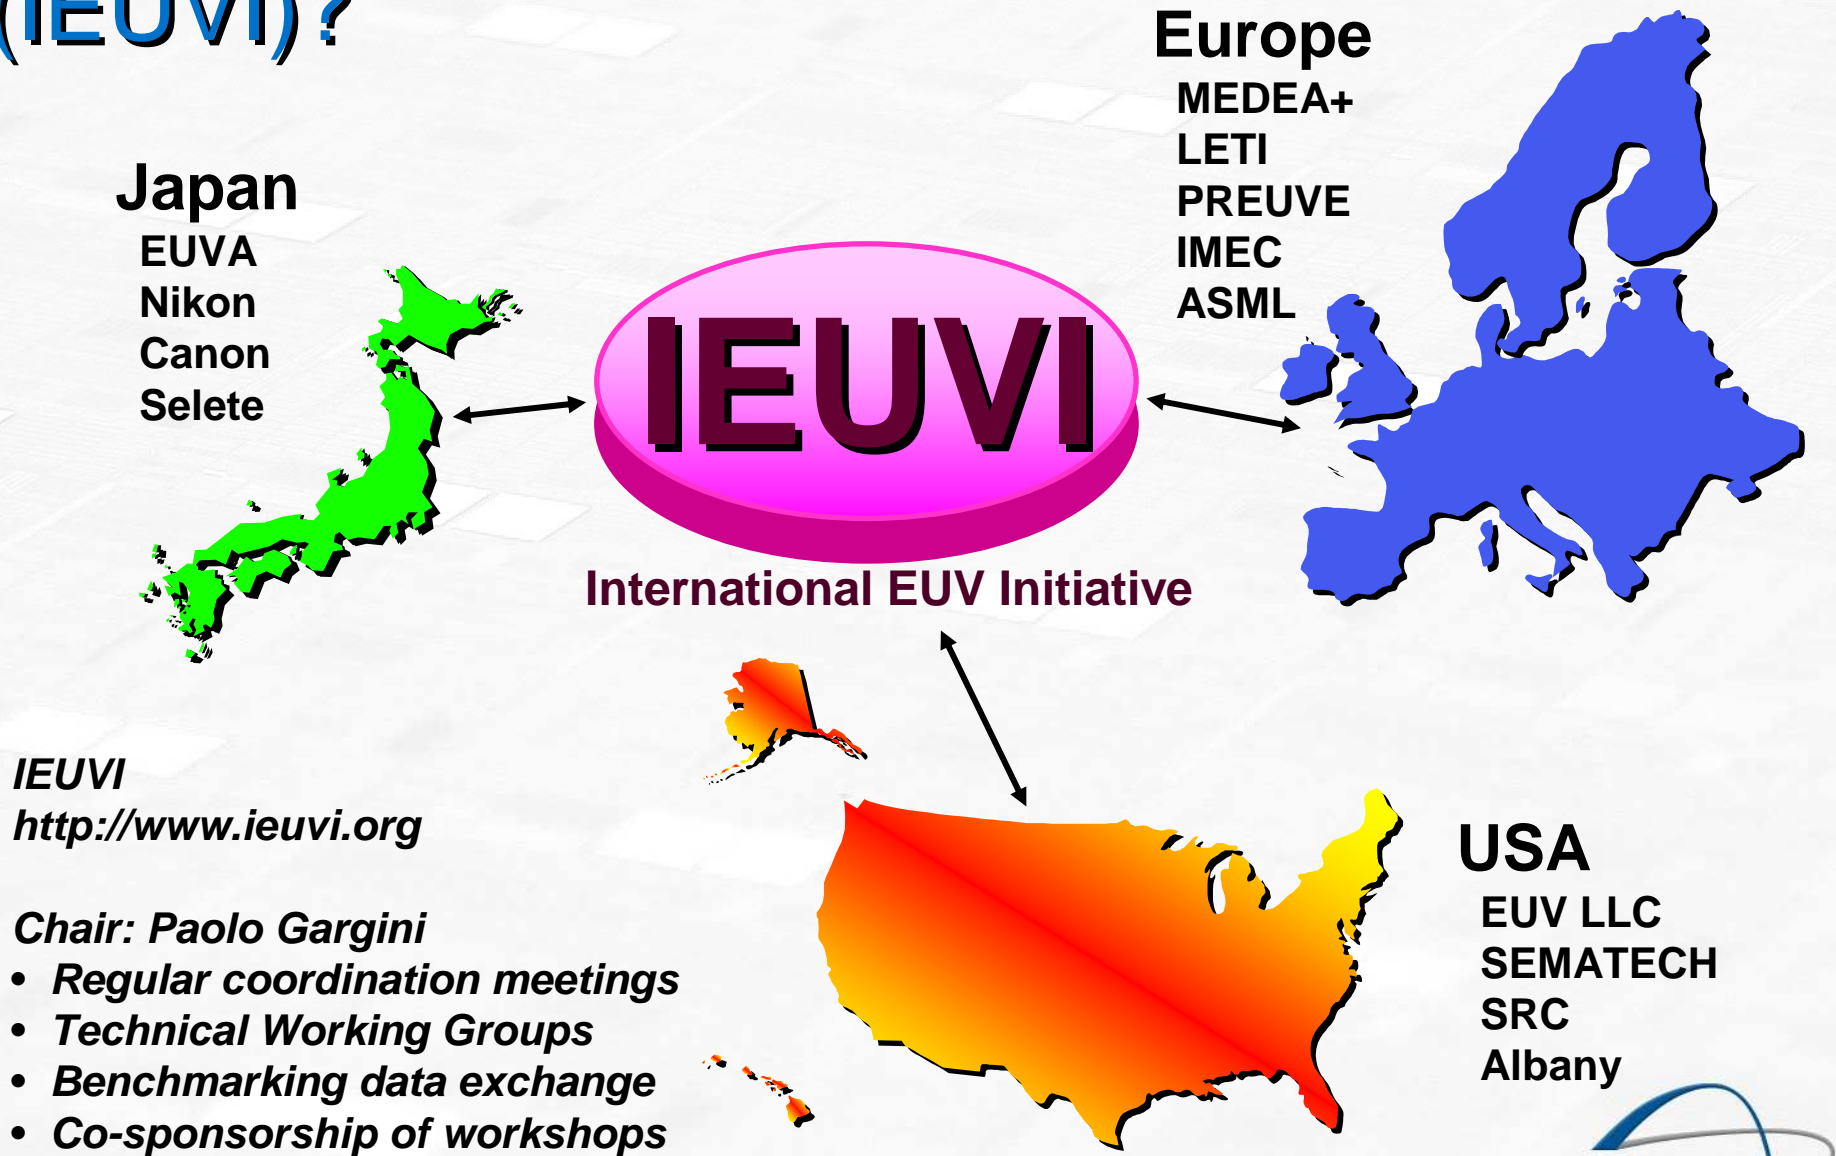 (IEUVI)?
Europe
MEDEA+
LETI
PREUVE
IMEC
ASML
Japan
EUVA
Nikon
Canon
Selete
IEUVI
International EUV Initiative
IEUVI
http://www.ieuvi.org
Chair: Paolo Gargini
• Regular coordination meetings
• Technical Working Groups
• Benchmarking data exchange
• Co-sponsorship of workshops
USA
EUV LLC
SEMATECH
SRC
Albany